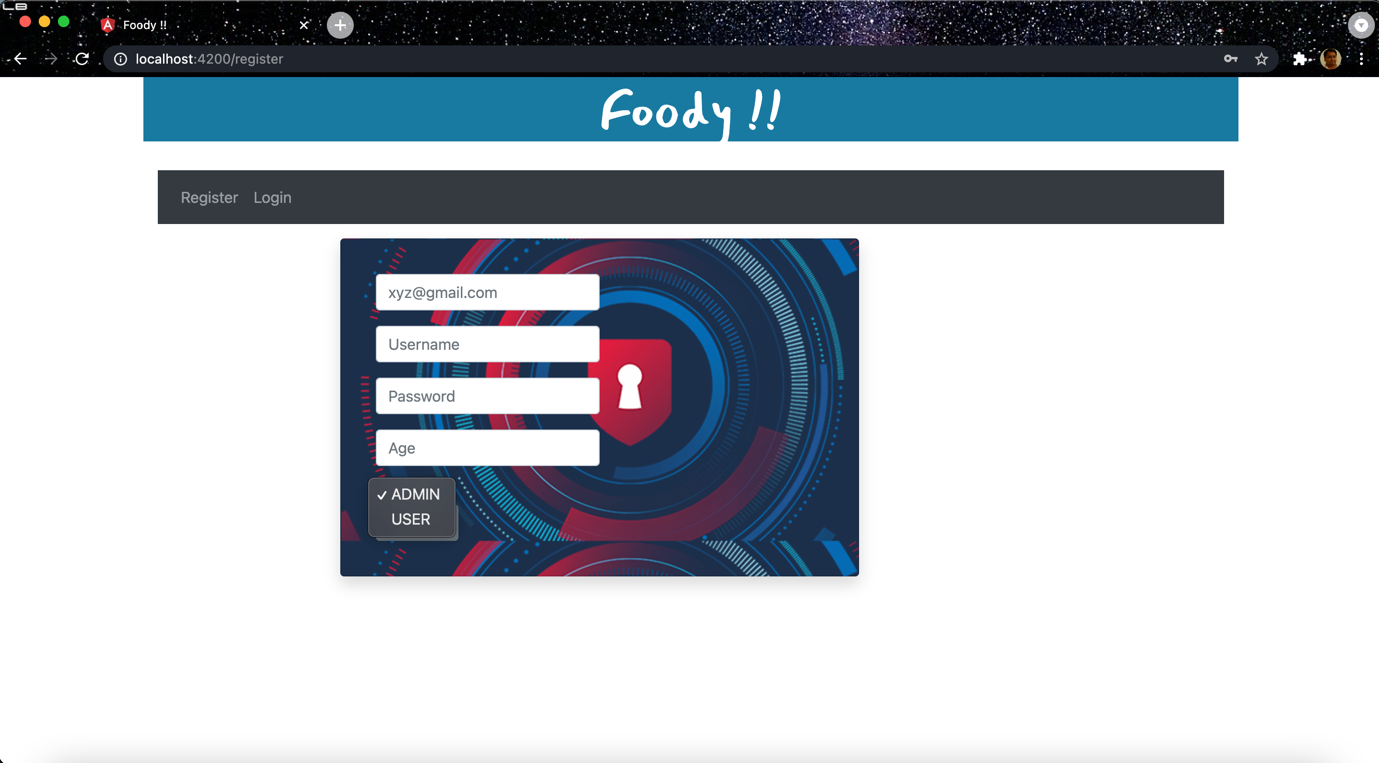 Foody !!
localhost:4200/register
Foody !!
Register Login
xyz@gmail.com
Username
Password
Age
✓ ADMIN
USER